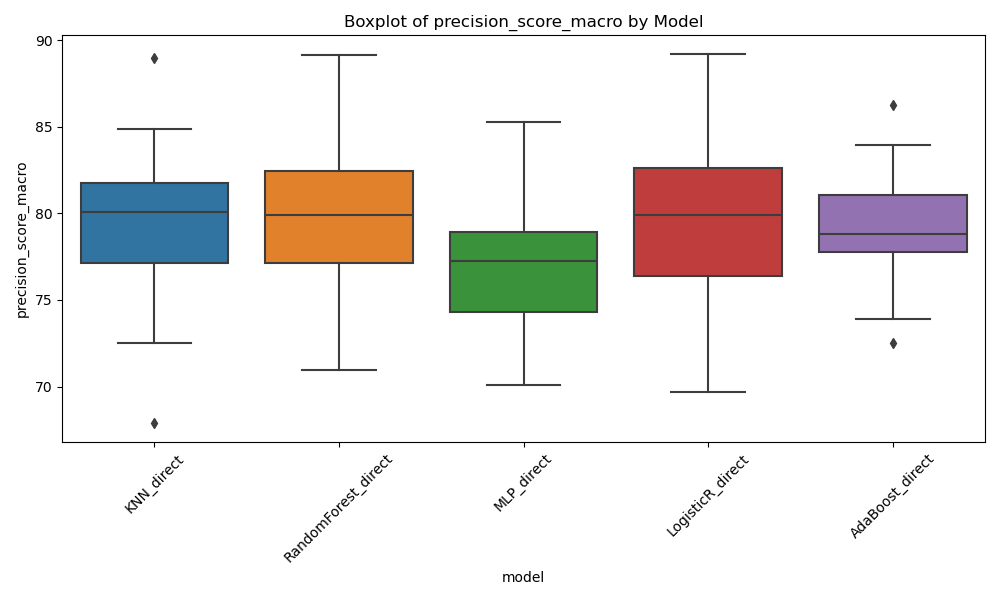 Boxplot of precision_score_macro by Model
precision_score_macro
90
85
80
75
70
KNN_direct
RandomForest_direct
MLP_direct
LogisticR_direct
AdaBoost_direct
model